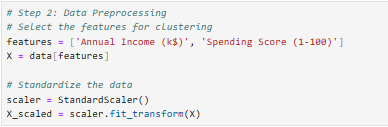 # Step 2: Data Preprocessing
# Select the features for clustering
features = ['Annual Income (k$)', 'Spending Score (1-100)']
X = data[features]
# Standardize the data
scaler = StandardScaler()
X_scaled = scaler.fit_transform(X)